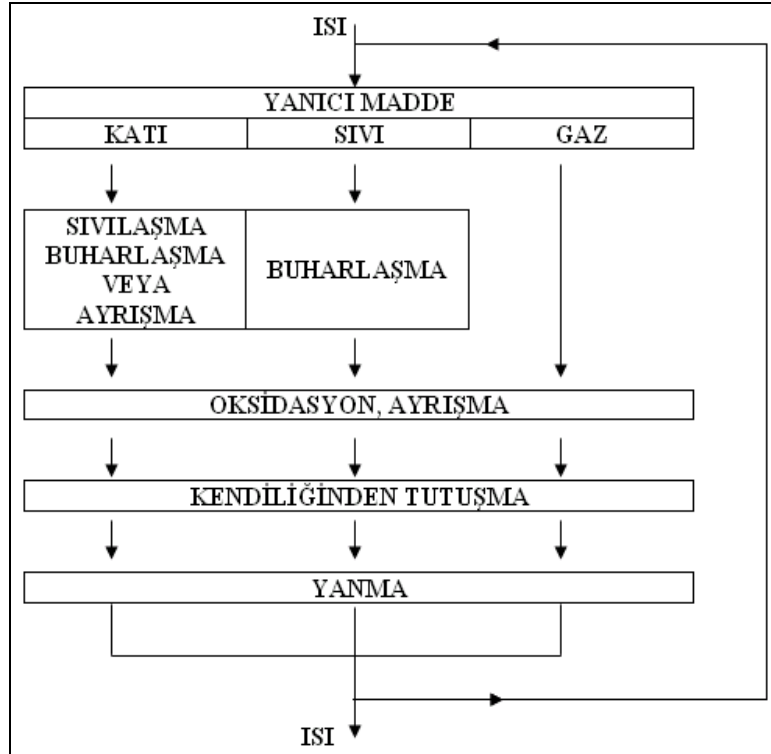 ISI
YANICI MADDE
KATI
SIVI
GAZ
SIVILAŞMA
BUHARLAŞMA
VEYA
AYRIŞMA
BUHARLAŞMA
OKSİDASYON, AYRIŞMA
KENDİLİĞİNDEN TUTUŞMA
YANMA
ISI